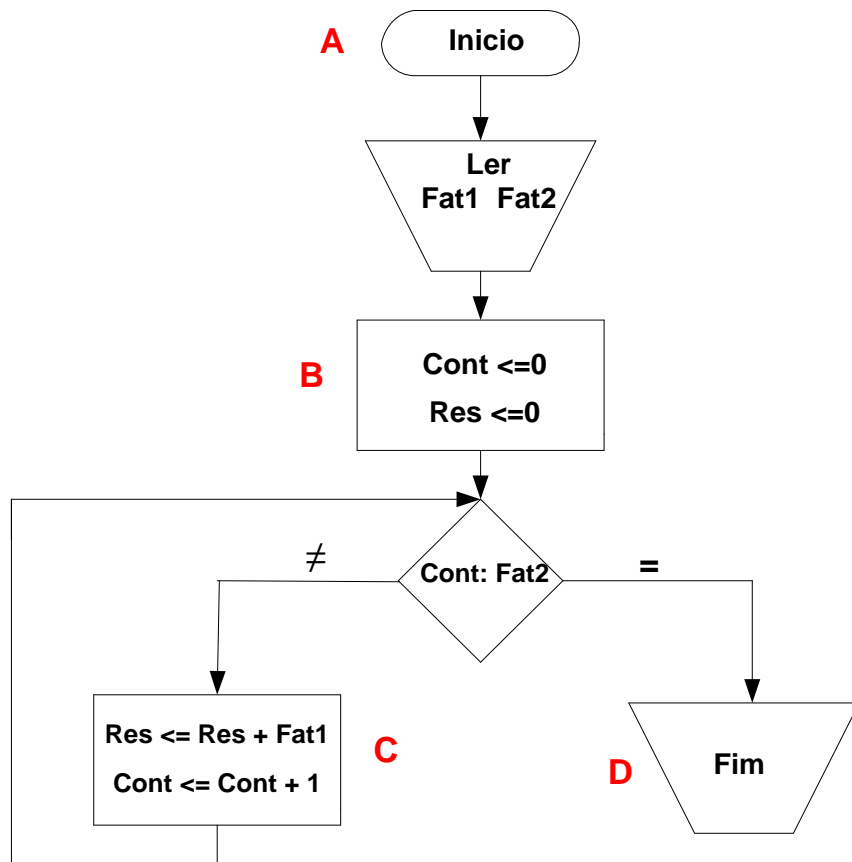 A
Inicio
Ler
Fat1 Fat2
B
Cont <=0
Res <=0
≠
Cont: Fat2
=
Res <= Res + Fat1
Cont <= Cont + 1
C
D
Fim